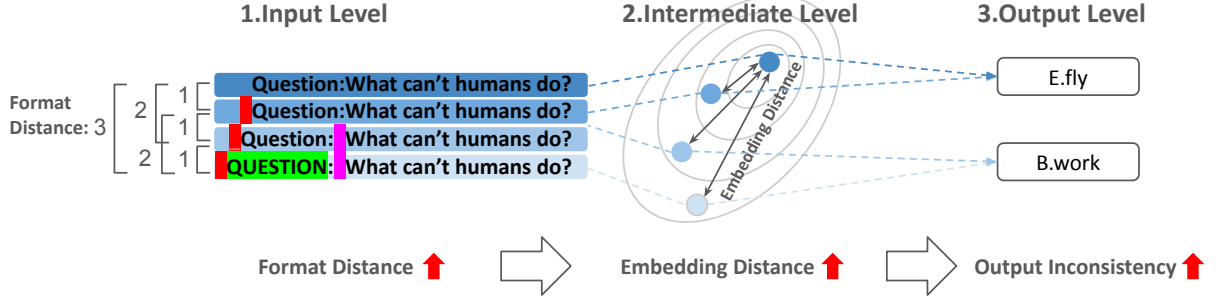 1.Input Level
2.Intermediate Level
3.Output Level
Format
Distance: 3
2
2
1
1
1
Question:What can't humans do?
Question:What can't humans do?
Question: What can't humans do?
QUESTION: What can't humans do?
Embedding Distance
E.fly
B.work
Format Distance
Embedding Distance
Output Inconsistency